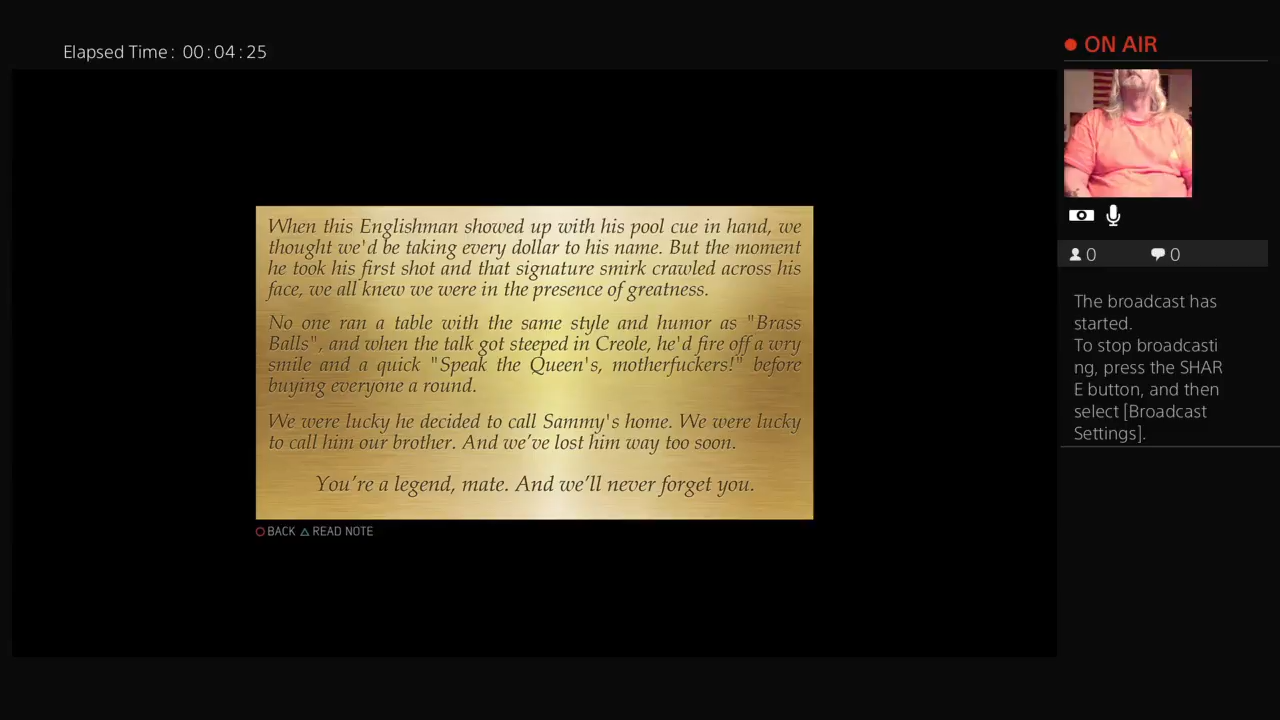 Elapsed Time: 00:04:25
ON AIR
When this Englishman showed up with his pool cue in hand, we
thought we'd be taking every dollar to his name. But the moment
he took his first shot and that signature smirk crawled across his
face, we all knew we were in the presence of greatness.
No one ran a table with the same style and humor as "Brass
Balls", and when the talk got steeped in Creole, he'd fire off a wry
smile and a quick "Speak the Queen's, motherfuckers!" before
buying everyone a round.
We were lucky he decided to call Sammy's home. We were lucky
to call him our brother. And we've lost him way too soon.
You're a legend, mate. And we'll never forget you.
BACK READ NOTE
0 0
The broadcast has
started.
To stop broadcasti
ng, press the SHAR
E button, and then
select [Broadcast
Settings].